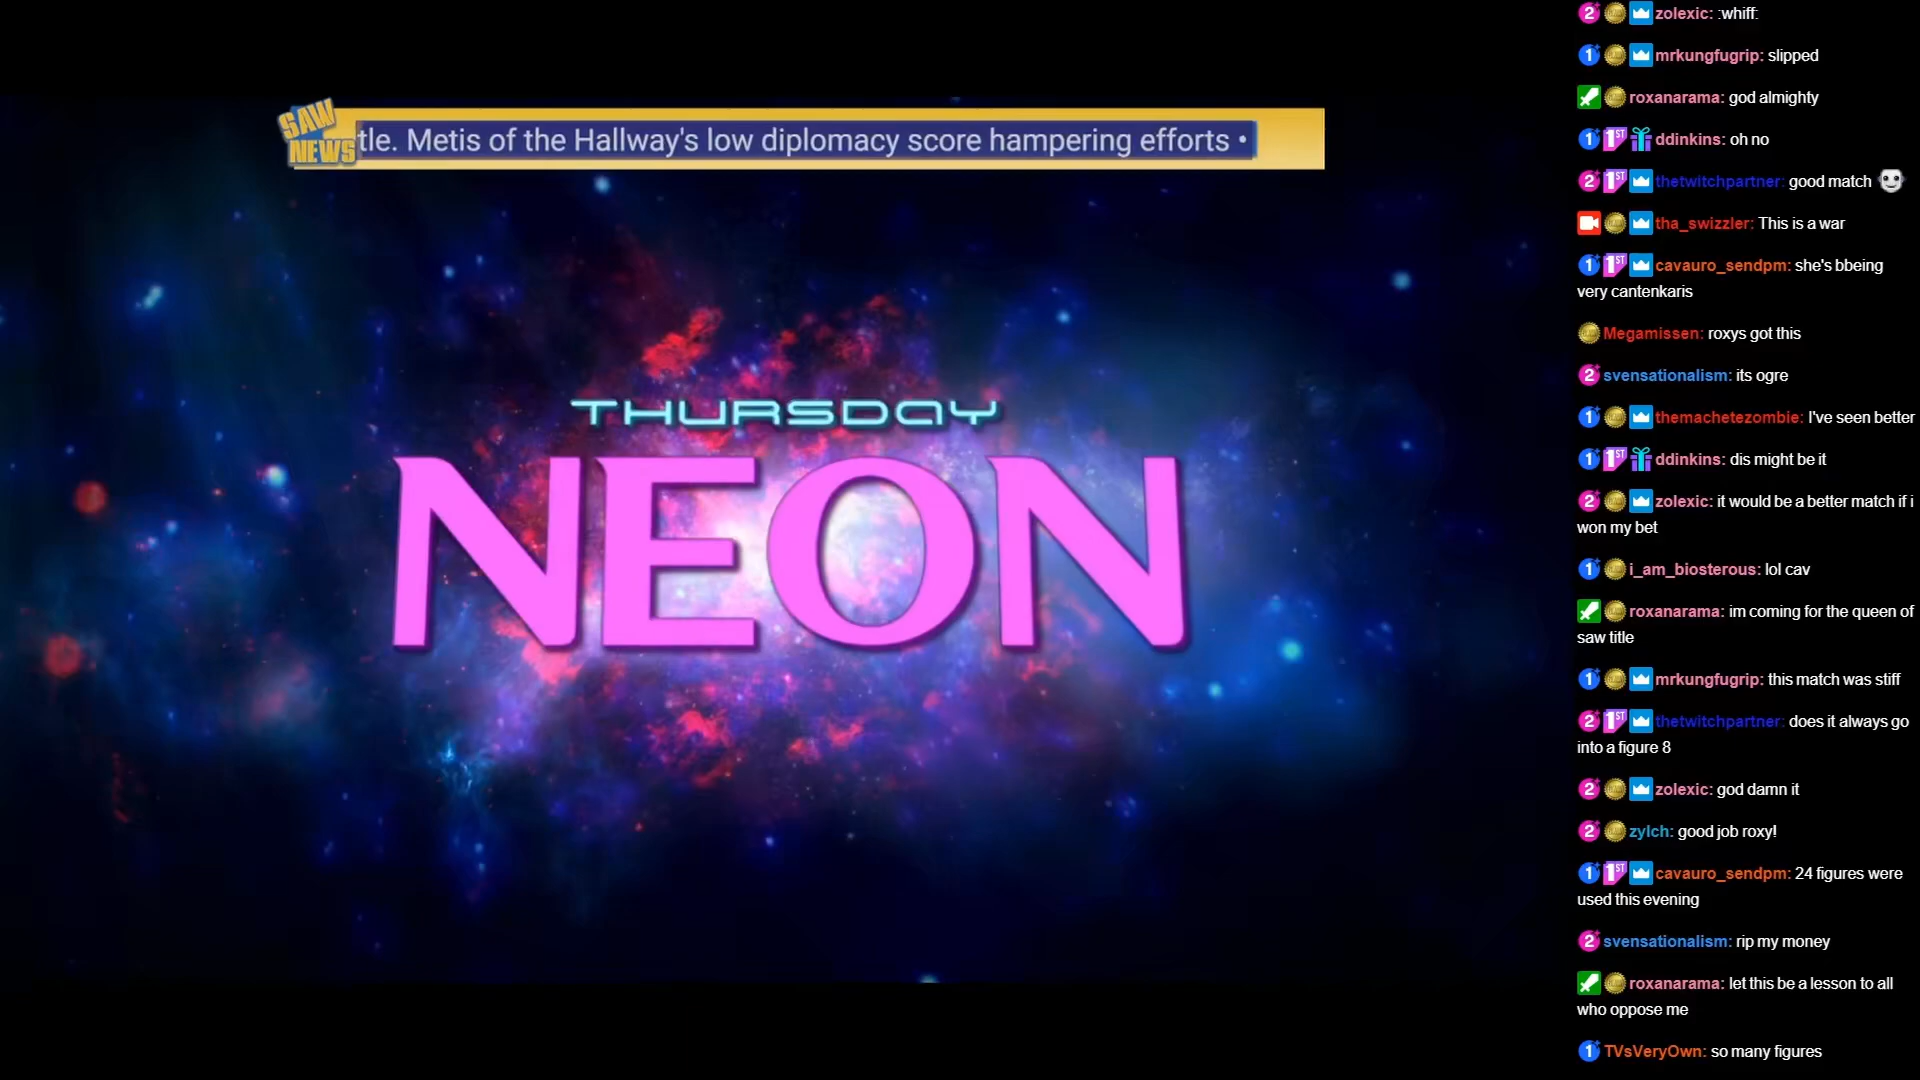 SAW
NEWS
tle. Metis of the Hallway's low diplomacy score hampering efforts •
THURSDAY
NEON
zolexic: :whiff:
mrkungfugrip: slipped
roxanarama: god almighty
ddinkins: oh no
thetwitchpartner: good match
tha_swizzler: This is a war
cavauro_sendpm: she's bbeing
very cantenkaris
Megamissen: roxys got this
svensationalism: its ogre
themachetezombie: I've seen better
ddinkins: dis might be it
zolexic: it would be a better match if i
won my bet
i_am_biosterous: lol cav
roxanarama: im coming for the queen of
saw title
mrkungfugrip: this match was stiff
thetwitchpartner: does it always go
into a figure 8
zolexic: god damn it
zylch: good job roxy!
cavauro_sendpm: 24 figures were
used this evening
svensationalism: rip my money
roxanarama: let this be a lesson to all
who oppose me
TVsVeryOwn: so many figures